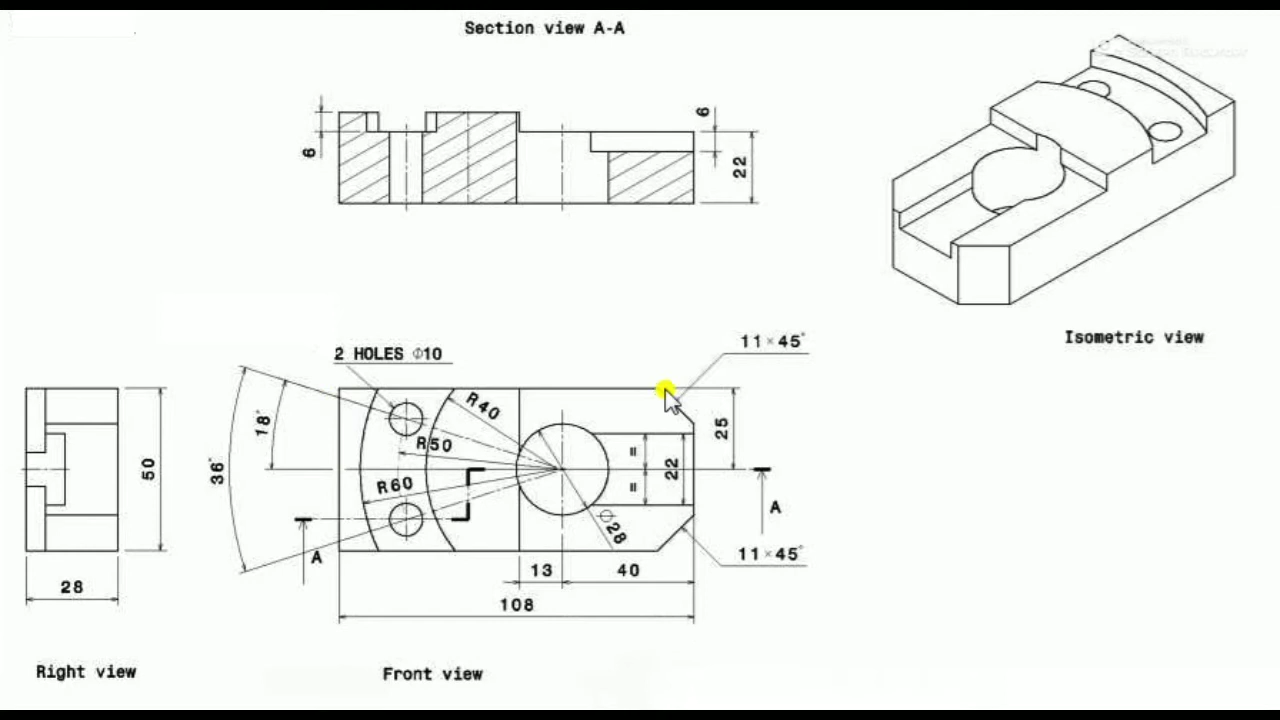 Section view A-A
6
6
22
Isometric view
2 HOLES Φ10
11×45°
18°
36°
R40
R50
R60
=
=
22
25
Φ28
A
A
11×45°
13
40
108
50
28
Right view
Front view